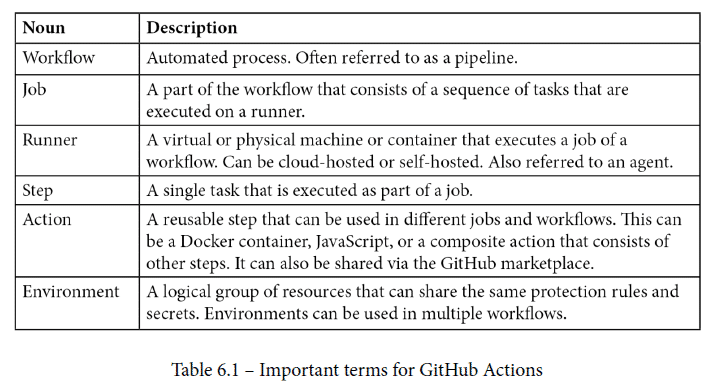 Noun Description
Workflow Automated process. Often referred to as a pipeline.
Job A part of the workflow that consists of a sequence of tasks that are
executed on a runner.
Runner A virtual or physical machine or container that executes a job of a
workflow. Can be cloud-hosted or self-hosted. Also referred to an agent.
Step A single task that is executed as part of a job.
Action A reusable step that can be used in different jobs and workflows. This can
be a Docker container, JavaScript, or a composite action that consists of
other steps. It can also be shared via the GitHub marketplace.
Environment A logical group of resources that can share the same protection rules and
secrets. Environments can be used in multiple workflows.
Table 6.1 – Important terms for GitHub Actions